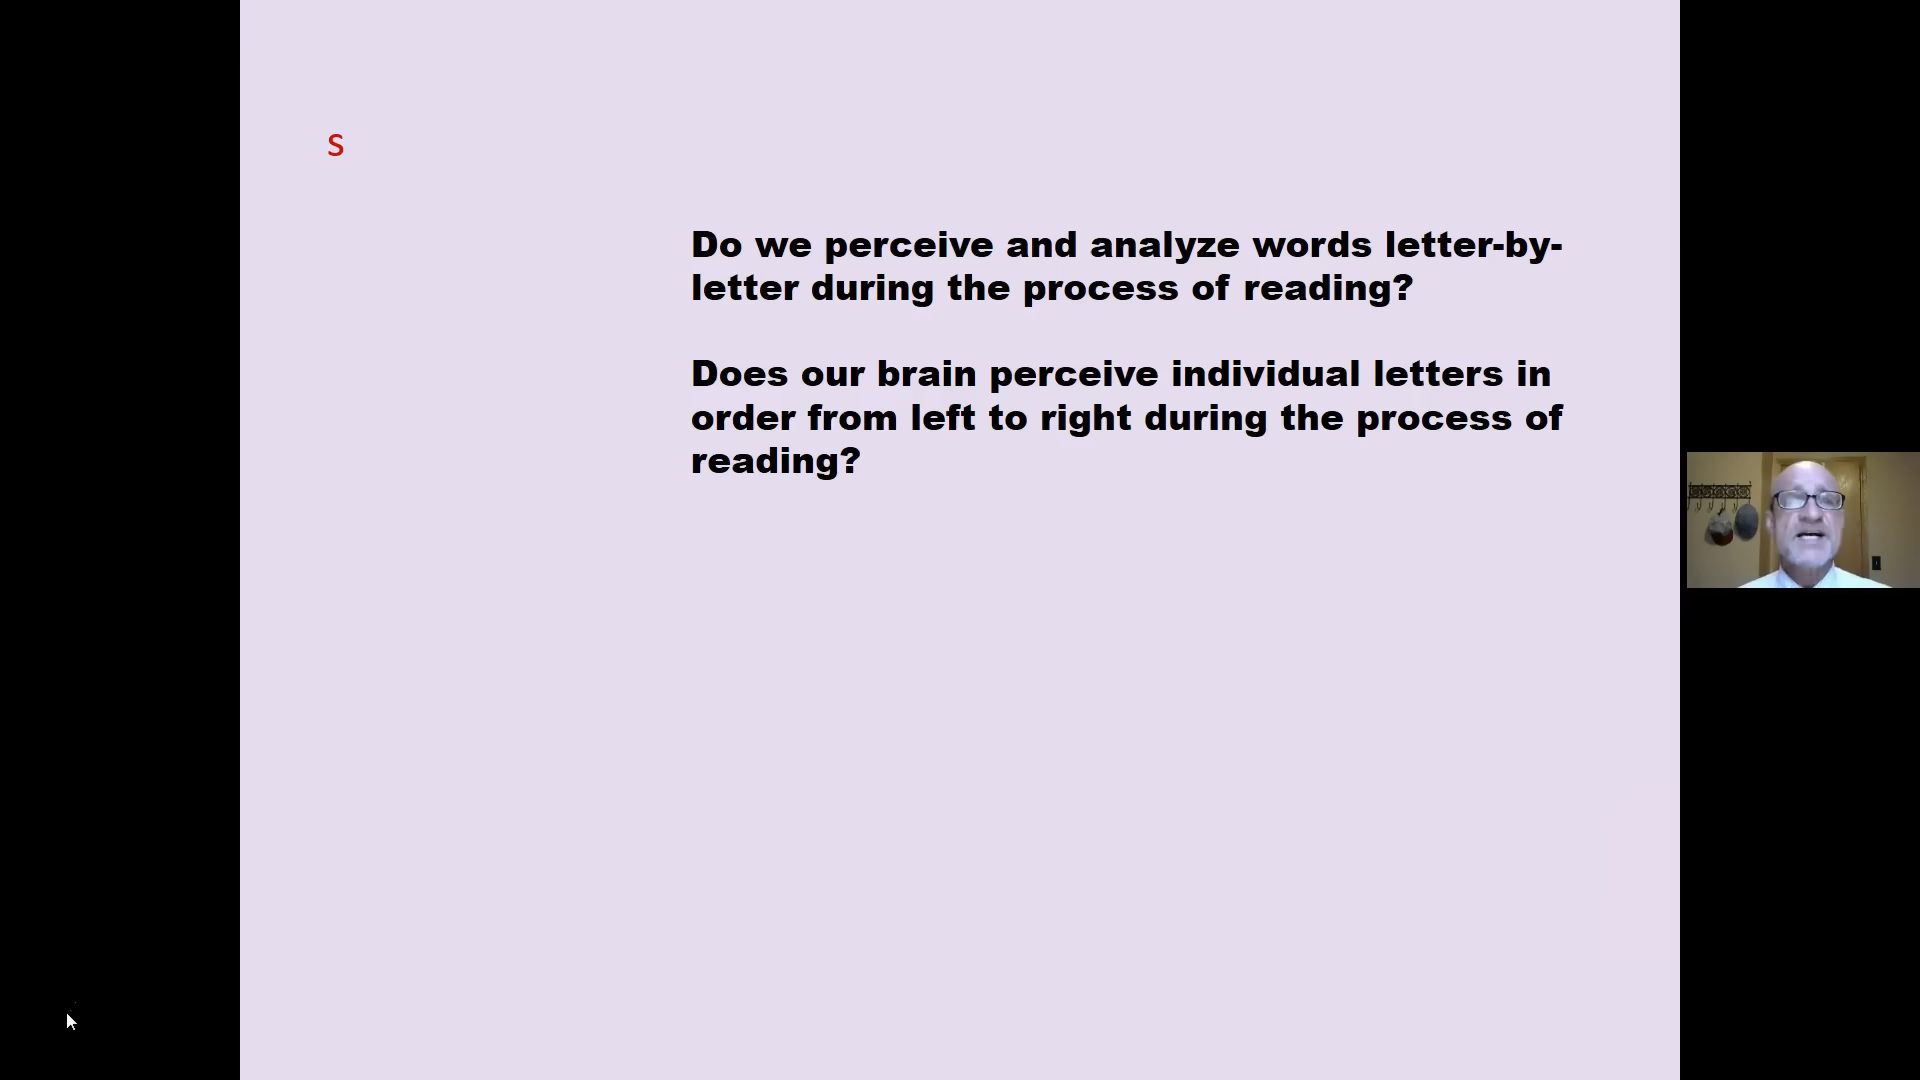 s
Do we perceive and analyze words letter-by-
letter during the process of reading?
Does our brain perceive individual letters in
order from left to right during the process of
reading?